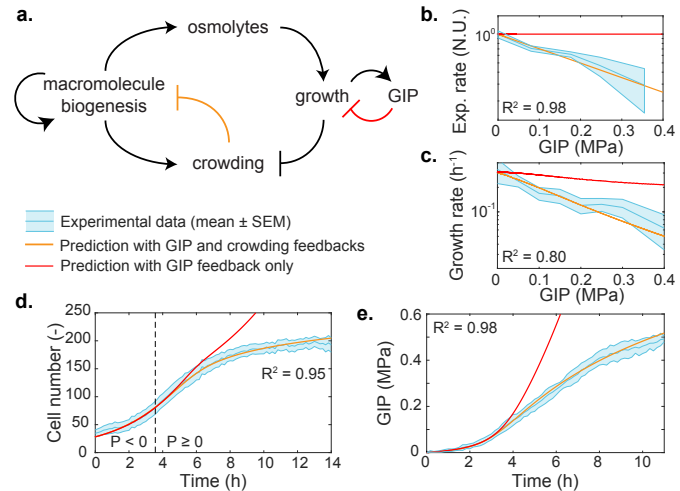 a.
osmolytes
macromolecule
biogenesis
growth
GIP
crowding
Experimental data (mean ± SEM)
Prediction with GIP and crowding feedbacks
Prediction with GIP feedback only
b.
Exp. rate (N.U.)
10⁰
R² = 0.98
0 0.1 0.2 0.3 0.4
GIP (MPa)
c.
Growth rate (h⁻¹)
10⁻¹
R² = 0.80
0 0.1 0.2 0.3 0.4
GIP (MPa)
d.
Cell number (-)
250
200
150
100
50
0
R² = 0.95
P < 0 P ≥ 0
0 2 4 6 8 10 12 14
Time (h)
e.
GIP (MPa)
0.6
0.4
0.2
0
R² = 0.98
0 2 4 6 8 10
Time (h)